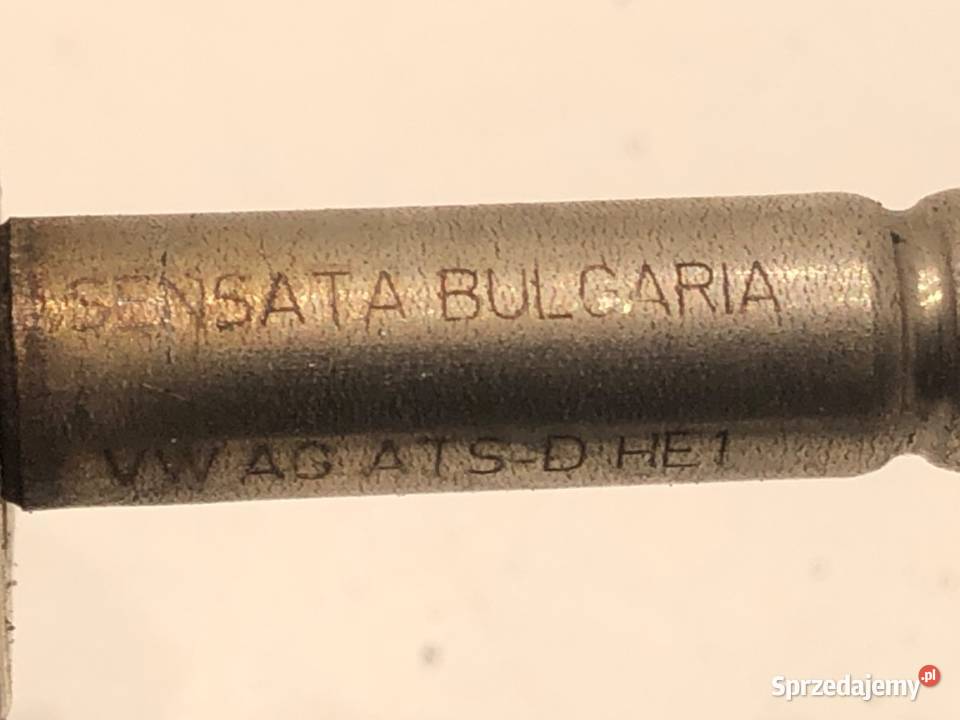 SENSATA BULGARIA
VW AG ATS-D HE1
Sprzedajemy.pl